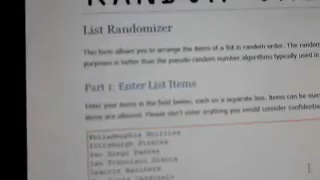 List Randomizer
This form allows you to arrange the items of a list in random order. The random
purposes is better than the pseudo-random number algorithms typically used in
Part 1: Enter List Items
Enter your items in the field below, each on a separate line. Items can be num
items are allowed. Please don't enter anything you would consider confidential
Philadelphia Phillies
Pittsburgh Pirates
San Diego Padres
San Francisco Giants
Seattle Mariners